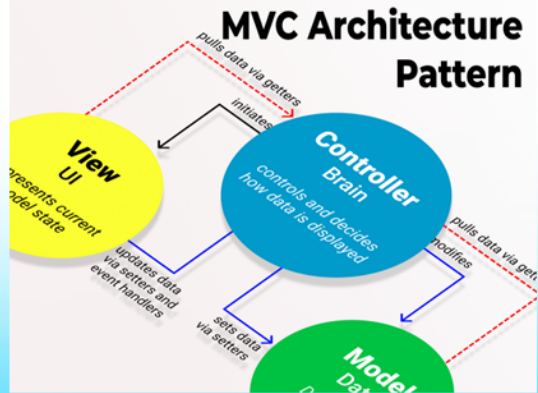 MVC Architecture
Pattern
pulls data via getters
initiates
View
UI
presents current
model state
Controller
Brain
controls and decides
how data is displayed
pulls data via gett
modifies
updates data
via setters and
event handlers
sets data
via setters
Model
Dat